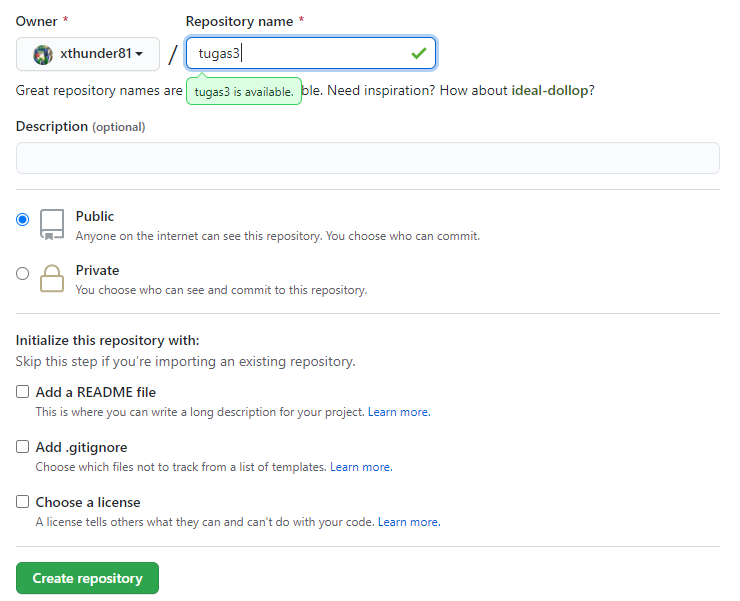 Owner * Repository name *
xthunder81 / tugas3
Great repository names are ble. Need inspiration? How about ideal-dollop?
tugas3 is available.
Description (optional)
Public
Anyone on the internet can see this repository. You choose who can commit.
Private
You choose who can see and commit to this repository.
Initialize this repository with:
Skip this step if you’re importing an existing repository.
Add a README file
This is where you can write a long description for your project. Learn more.
Add .gitignore
Choose which files not to track from a list of templates. Learn more.
Choose a license
A license tells others what they can and can't do with your code. Learn more.
Create repository